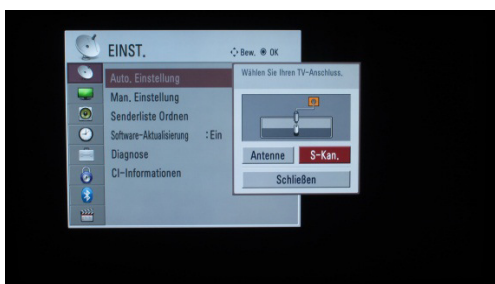 EINST.
Bew. OK
Auto. Einstellung
Man. Einstellung
Senderliste Ordnen
Software-Aktualisierung : Ein
Diagnose
CI-Informationen
Wählen Sie Ihren TV-Anschluss.
Antenne S-Kan.
Schließen